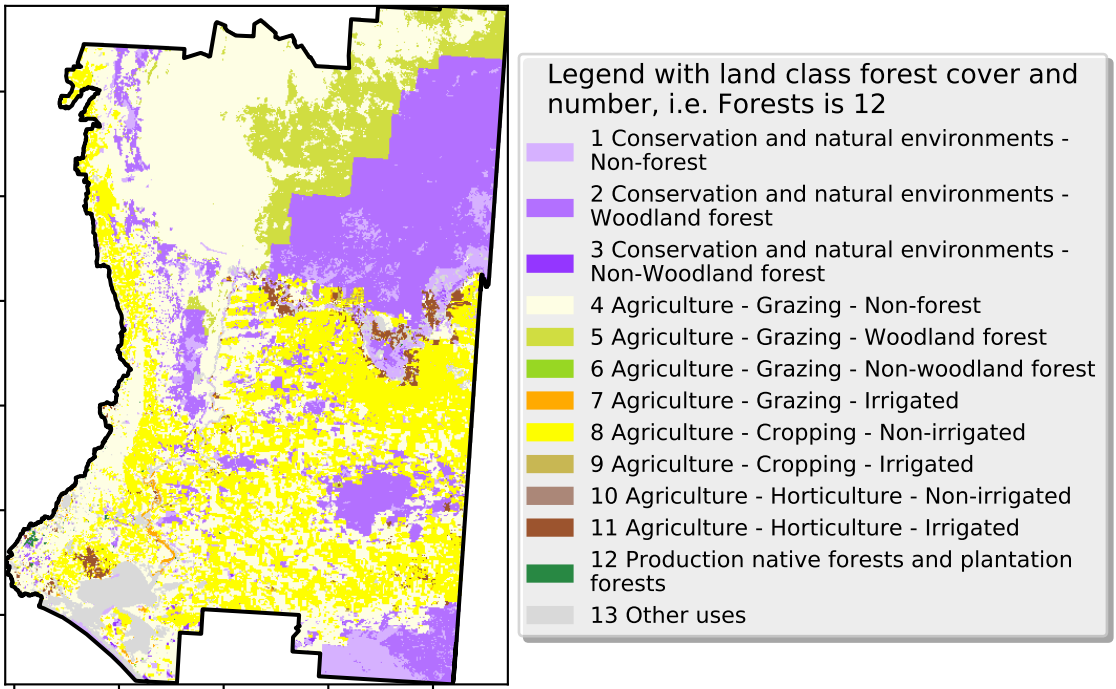 Legend with land class forest cover and
number, i.e. Forests is 12
1 Conservation and natural environments -
Non-forest
2 Conservation and natural environments -
Woodland forest
3 Conservation and natural environments -
Non-Woodland forest
4 Agriculture - Grazing - Non-forest
5 Agriculture - Grazing - Woodland forest
6 Agriculture - Grazing - Non-woodland forest
7 Agriculture - Grazing - Irrigated
8 Agriculture - Cropping - Non-irrigated
9 Agriculture - Cropping - Irrigated
10 Agriculture - Horticulture - Non-irrigated
11 Agriculture - Horticulture - Irrigated
12 Production native forests and plantation
forests
13 Other uses